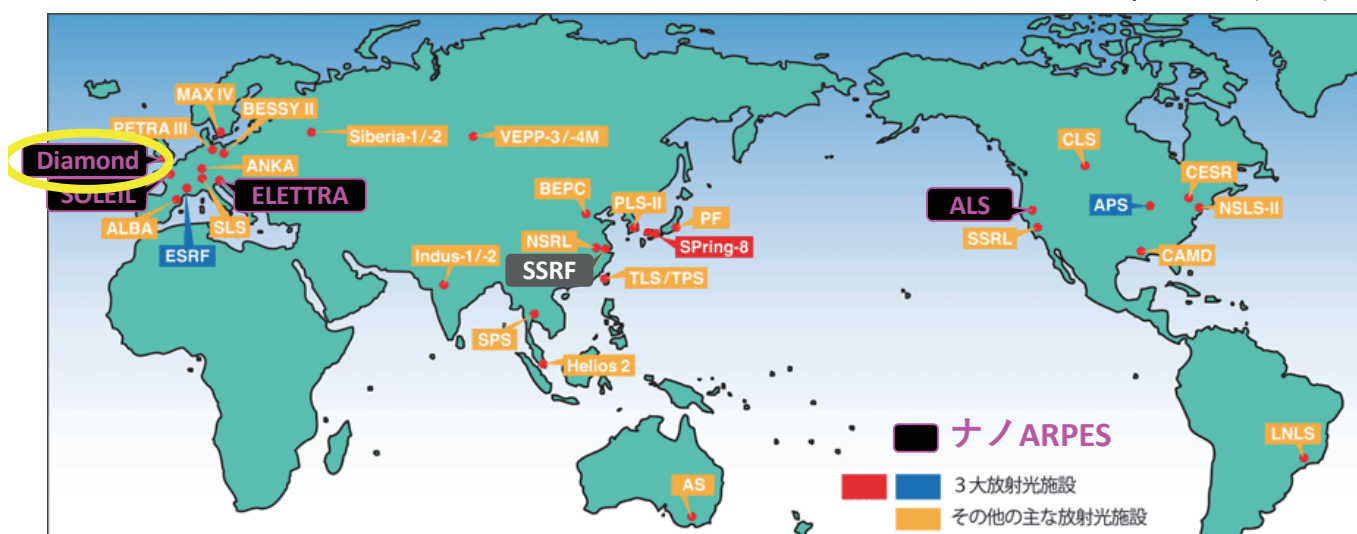 MAX IV
BESSY II
PETRA III
Siberia-1/-2
VEPP-3/-4M
Diamond
ANKA
SOLEIL
ELETTRA
ALBA
SLS
ESRF
BEPC
PLS-II
PF
NSRL
SPring-8
SSRF
Indus-1/-2
TLS/TPS
SPS
Helios 2
AS
CLS
CESR
ALS
APS
NSLS-II
SSRL
CAMD
LNLS
ナノARPES
3大放射光施設
その他の主な放射光施設